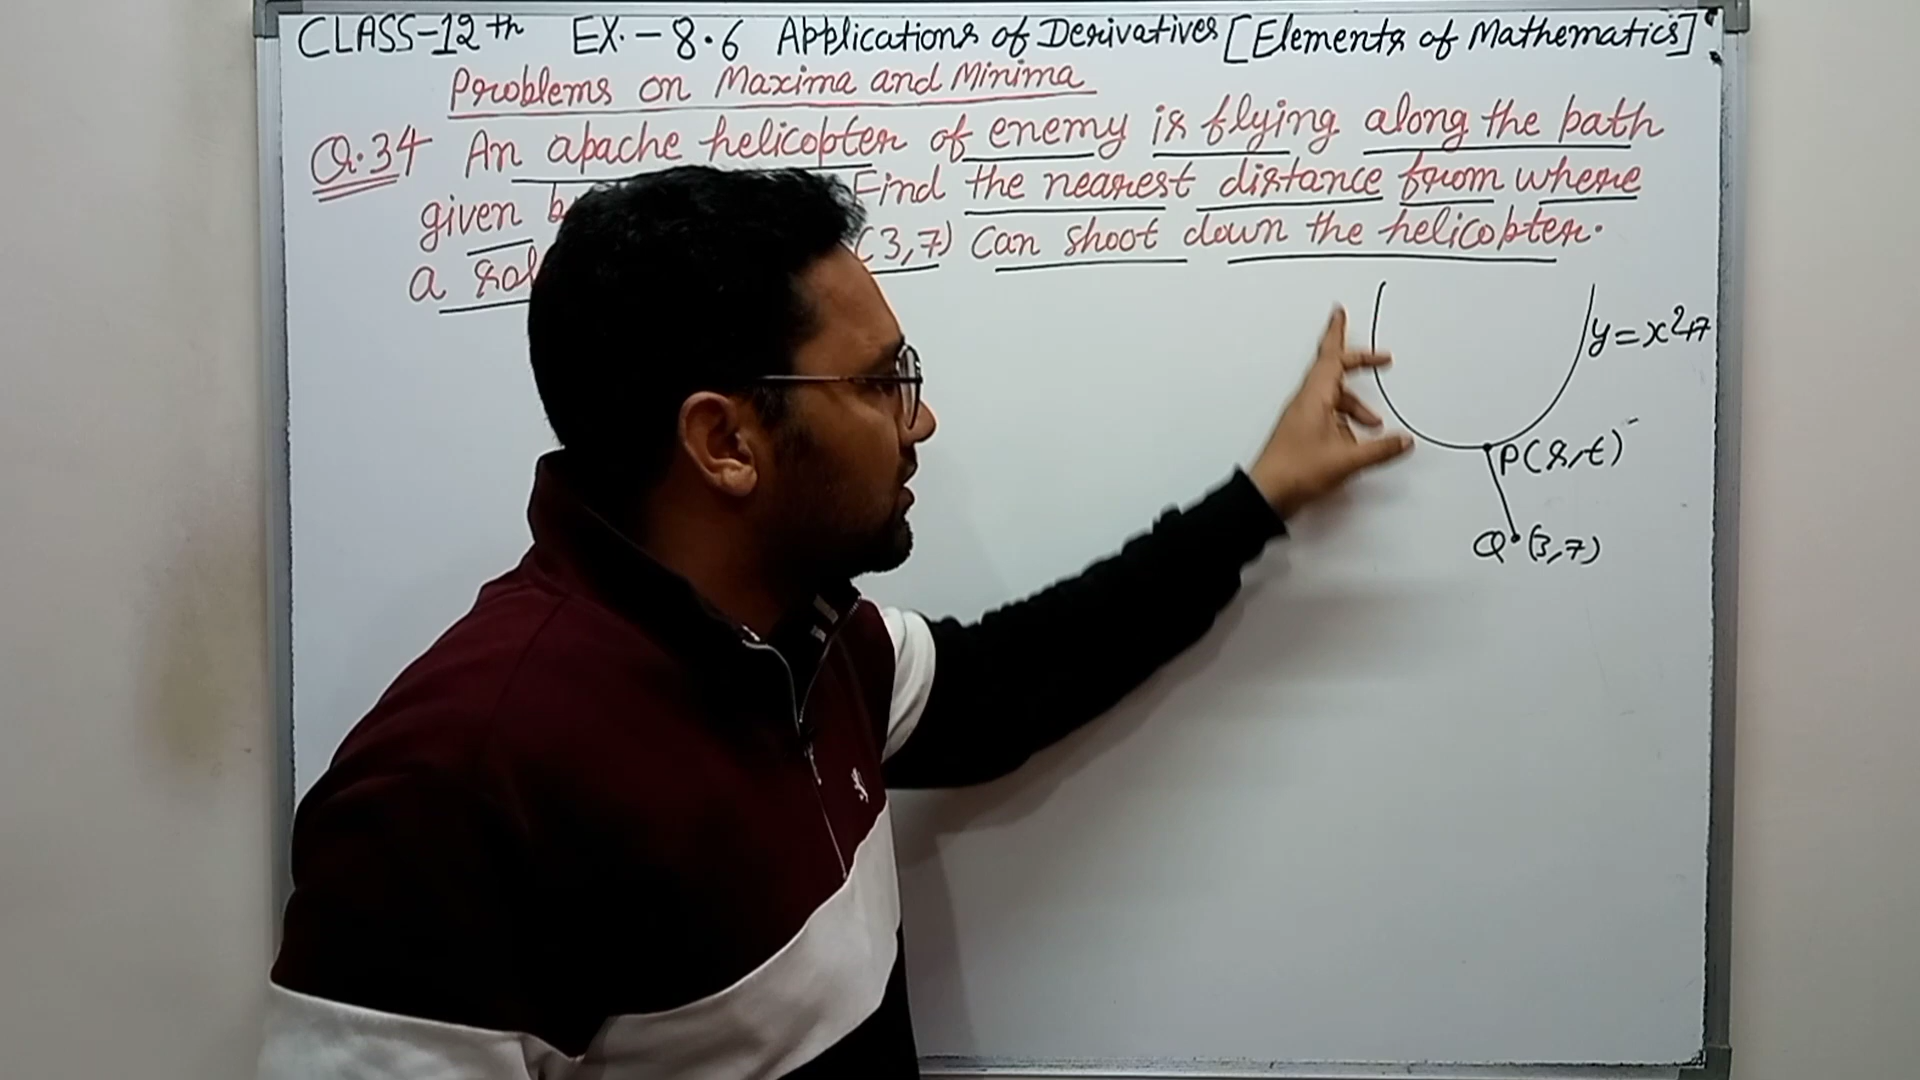 CLASS-12th EX.-8.6 Applications of Derivatives [Elements of Mathematics]
Problems on Maxima and Minima
Q.34 An apache helicopter of enemy is flying along the path
given Find the nearest distance from where
a (3,7) can shoot down the helicopter.
y=x²+7
P(s,t)
Q (3,7)